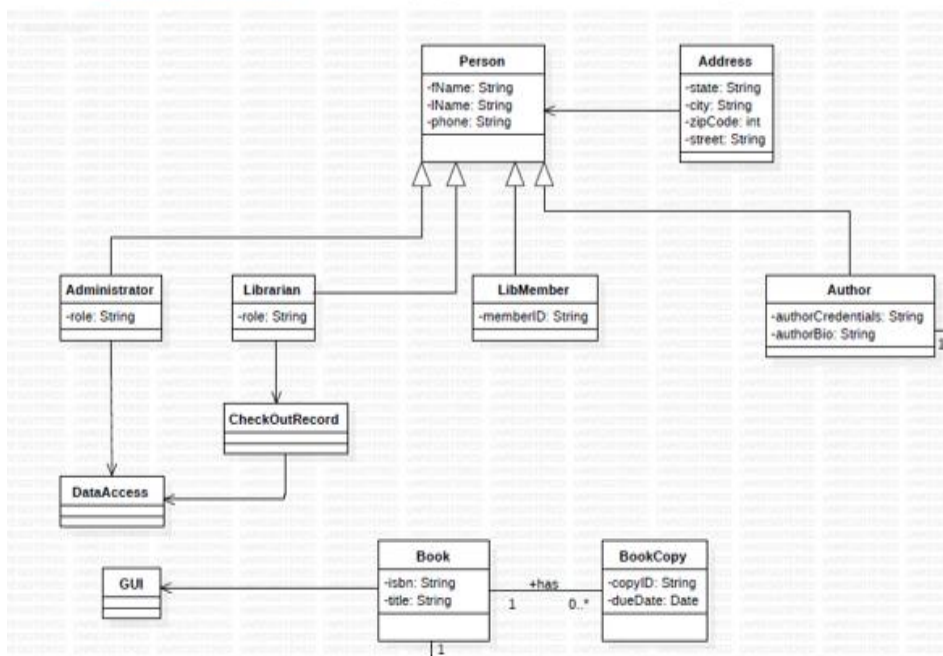 Person
-fName: String
-lName: String
-phone: String
Address
-state: String
-city: String
-zipCode: int
-street: String
Administrator
-role: String
Librarian
-role: String
LibMember
-memberID: String
Author
-authorCredentials: String
-authorBio: String
1
CheckOutRecord
DataAccess
GUI
Book
-isbn: String
-title: String
+has
1
0..*
BookCopy
-copyID: String
-dueDate: Date
1